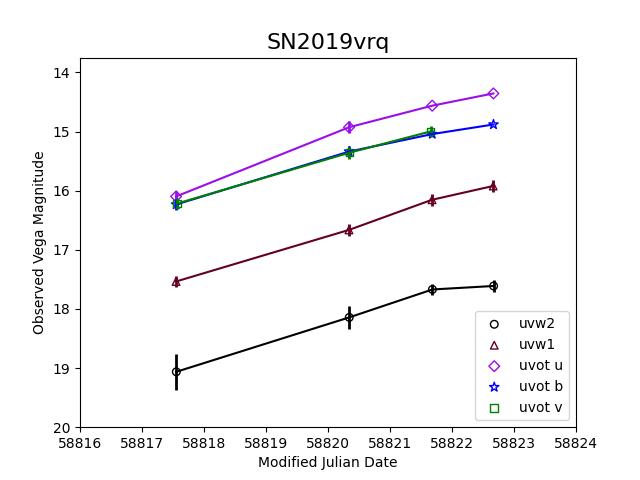 SN2019vrq
14
15
16
17
18
19
20
Observed Vega Magnitude
58816 58817 58818 58819 58820 58821 58822 58823 58824
Modified Julian Date
uvw2
uvw1
uvot u
uvot b
uvot v